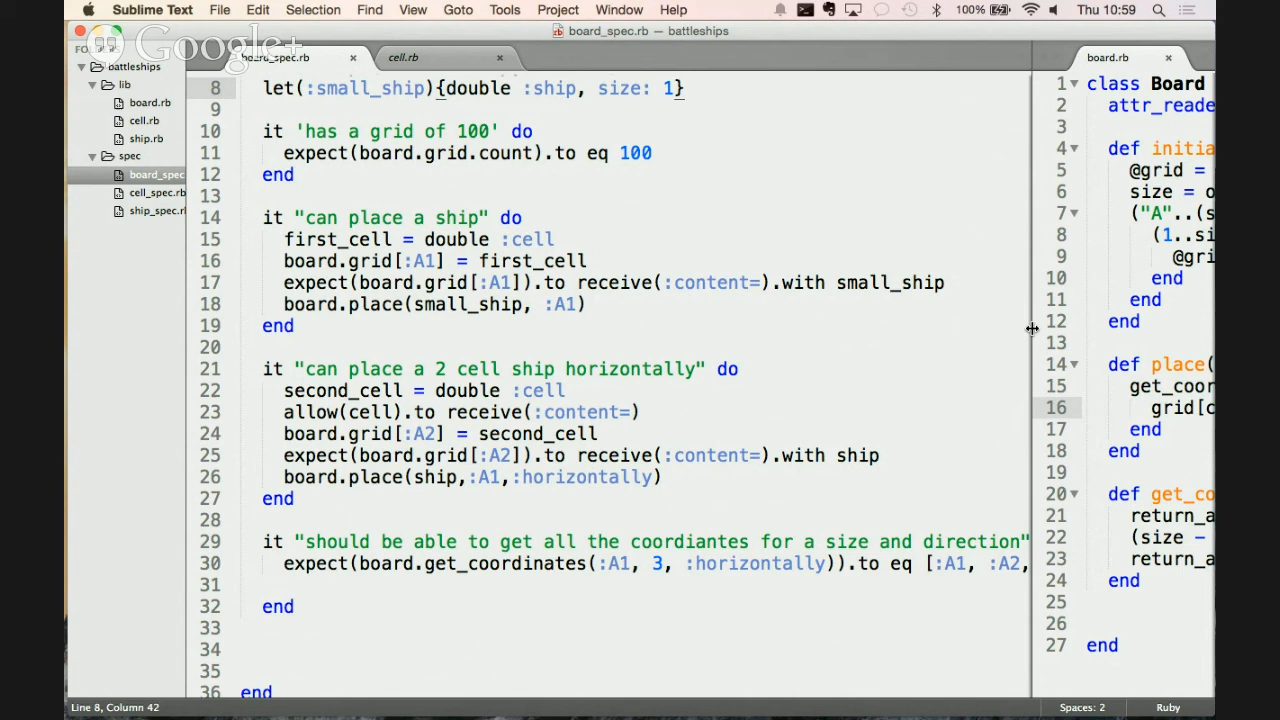 Sublime Text File Edit Selection Find View Goto Tools Project Window Help 100% Thu 10:59
board_spec.rb — battleships
Google+
board_spec.rb × cell.rb × board.rb ×
battleships
lib
board.rb
cell.rb
ship.rb
spec
board_spec
cell_spec.rb
ship_spec.r
8 let(:small_ship){double :ship, size: 1}
9
10 it 'has a grid of 100' do
11 expect(board.grid.count).to eq 100
12 end
13
14 it "can place a ship" do
15 first_cell = double :cell
16 board.grid[:A1] = first_cell
17 expect(board.grid[:A1]).to receive(:content=).with small_ship
18 board.place(small_ship, :A1)
19 end
20
21 it "can place a 2 cell ship horizontally" do
22 second_cell = double :cell
23 allow(cell).to receive(:content=)
24 board.grid[:A2] = second_cell
25 expect(board.grid[:A2]).to receive(:content=).with ship
26 board.place(ship,:A1,:horizontally)
27 end
28
29 it "should be able to get all the coordiantes for a size and direction"
30 expect(board.get_coordinates(:A1, 3, :horizontally)).to eq [:A1, :A2,
31
32 end
33
34
35
36 end
1 class Board
2 attr_reade
3
4 def initia
5 @grid =
6 size = o
7 ("A"..(s
8 (1..si
9 @gri
10 end
11 end
12 end
13
14 def place(
15 get_coor
16 grid[c
17 end
18 end
19
20 def get_co
21 return_a
22 (size -
23 return_a
24 end
25
26
27 end
Line 8, Column 42 Spaces: 2 Ruby